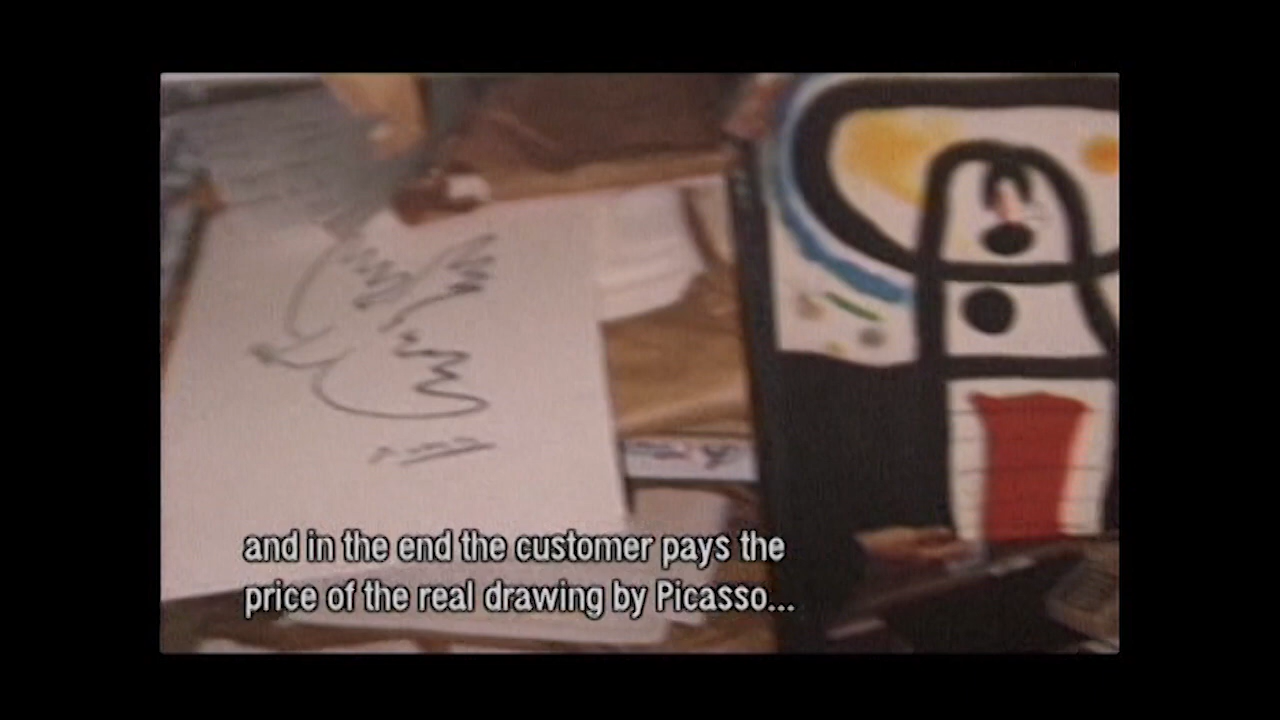 and in the end the customer pays the
price of the real drawing by Picasso...